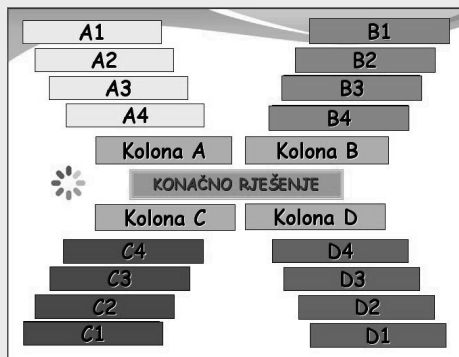 A1 B1
A2 B2
A3 B3
A4 B4
Kolona A Kolona B
KONAČNO RJEŠENJE
Kolona C Kolona D
C4 D4
C3 D3
C2 D2
C1 D1